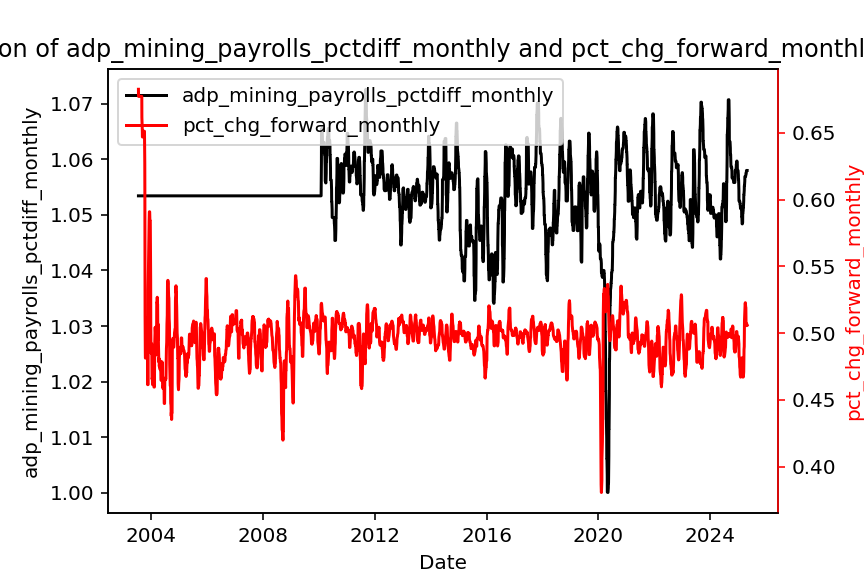 on of adp_mining_payrolls_pctdiff_monthly and pct_chg_forward_monthl
adp_mining_payrolls_pctdiff_monthly
pct_chg_forward_monthly
1.07
1.06
1.05
1.04
1.03
1.02
1.01
1.00
adp_mining_payrolls_pctdiff_monthly
0.65
0.60
0.55
0.50
0.45
0.40
pct_chg_forward_monthly
2004 2008 2012 2016 2020 2024
Date